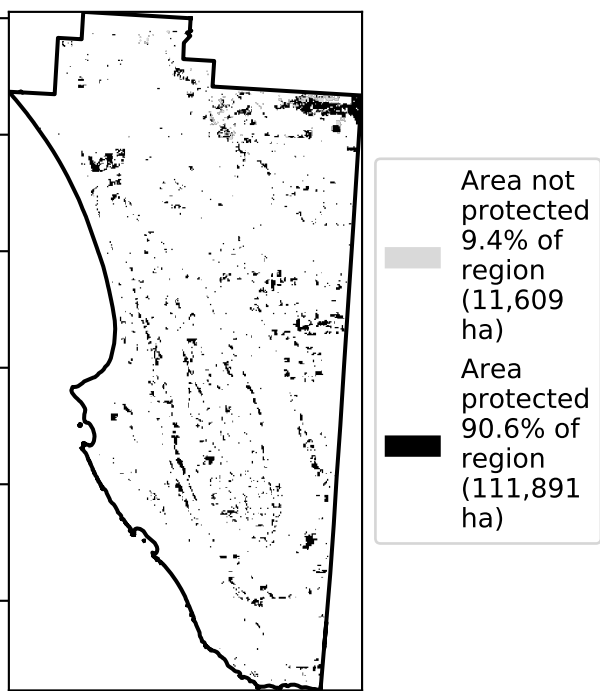 Area not
protected
9.4% of
region
(11,609
ha)
Area
protected
90.6% of
region
(111,891
ha)